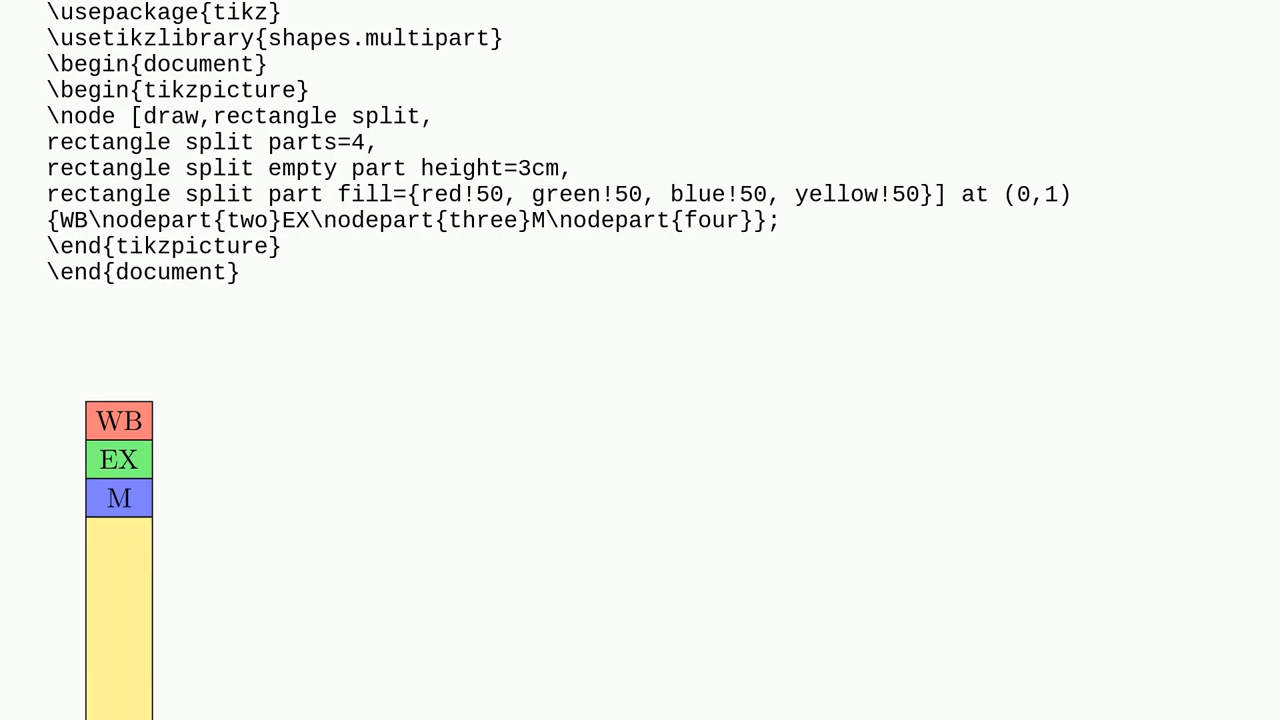 \usepackage{tikz}
\usetikzlibrary{shapes.multipart}
\begin{document}
\begin{tikzpicture}
\node [draw,rectangle split,
rectangle split parts=4,
rectangle split empty part height=3cm,
rectangle split part fill={red!50, green!50, blue!50, yellow!50}] at (0,1)
{WB\nodepart{two}EX\nodepart{three}M\nodepart{four}};
\end{tikzpicture}
\end{document}
WB
EX
M